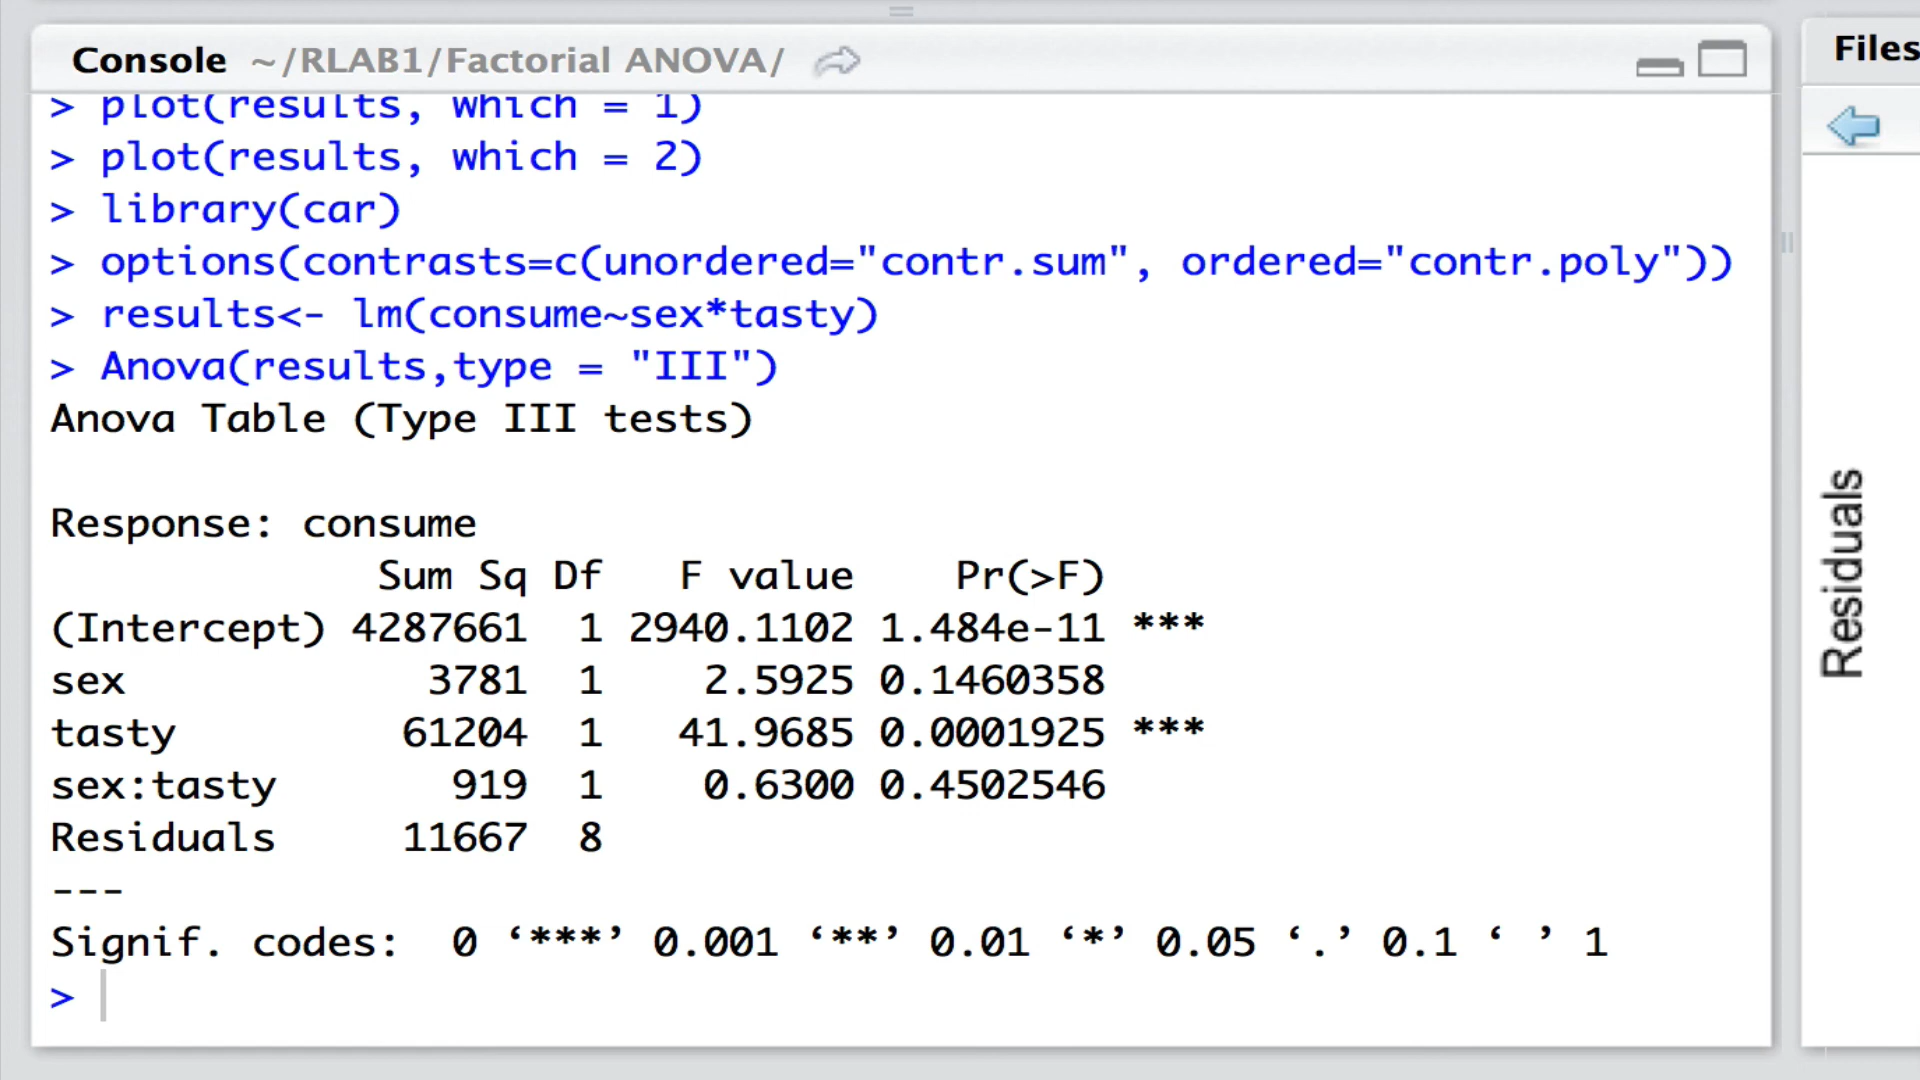 Console ~/RLAB1/Factorial ANOVA/
Files
> plot(results, which = 1)
> plot(results, which = 2)
> library(car)
> options(contrasts=c(unordered="contr.sum", ordered="contr.poly"))
> results<- lm(consume~sex*tasty)
> Anova(results,type = "III")
Anova Table (Type III tests)
Response: consume
Sum Sq Df F value Pr(>F)
(Intercept) 4287661 1 2940.1102 1.484e-11 ***
sex 3781 1 2.5925 0.1460358
tasty 61204 1 41.9685 0.0001925 ***
sex:tasty 919 1 0.6300 0.4502546
Residuals 11667 8
---
Signif. codes: 0 ‘***’ 0.001 ‘**’ 0.01 ‘*’ 0.05 ‘.’ 0.1 ‘ ’ 1
>
Residuals